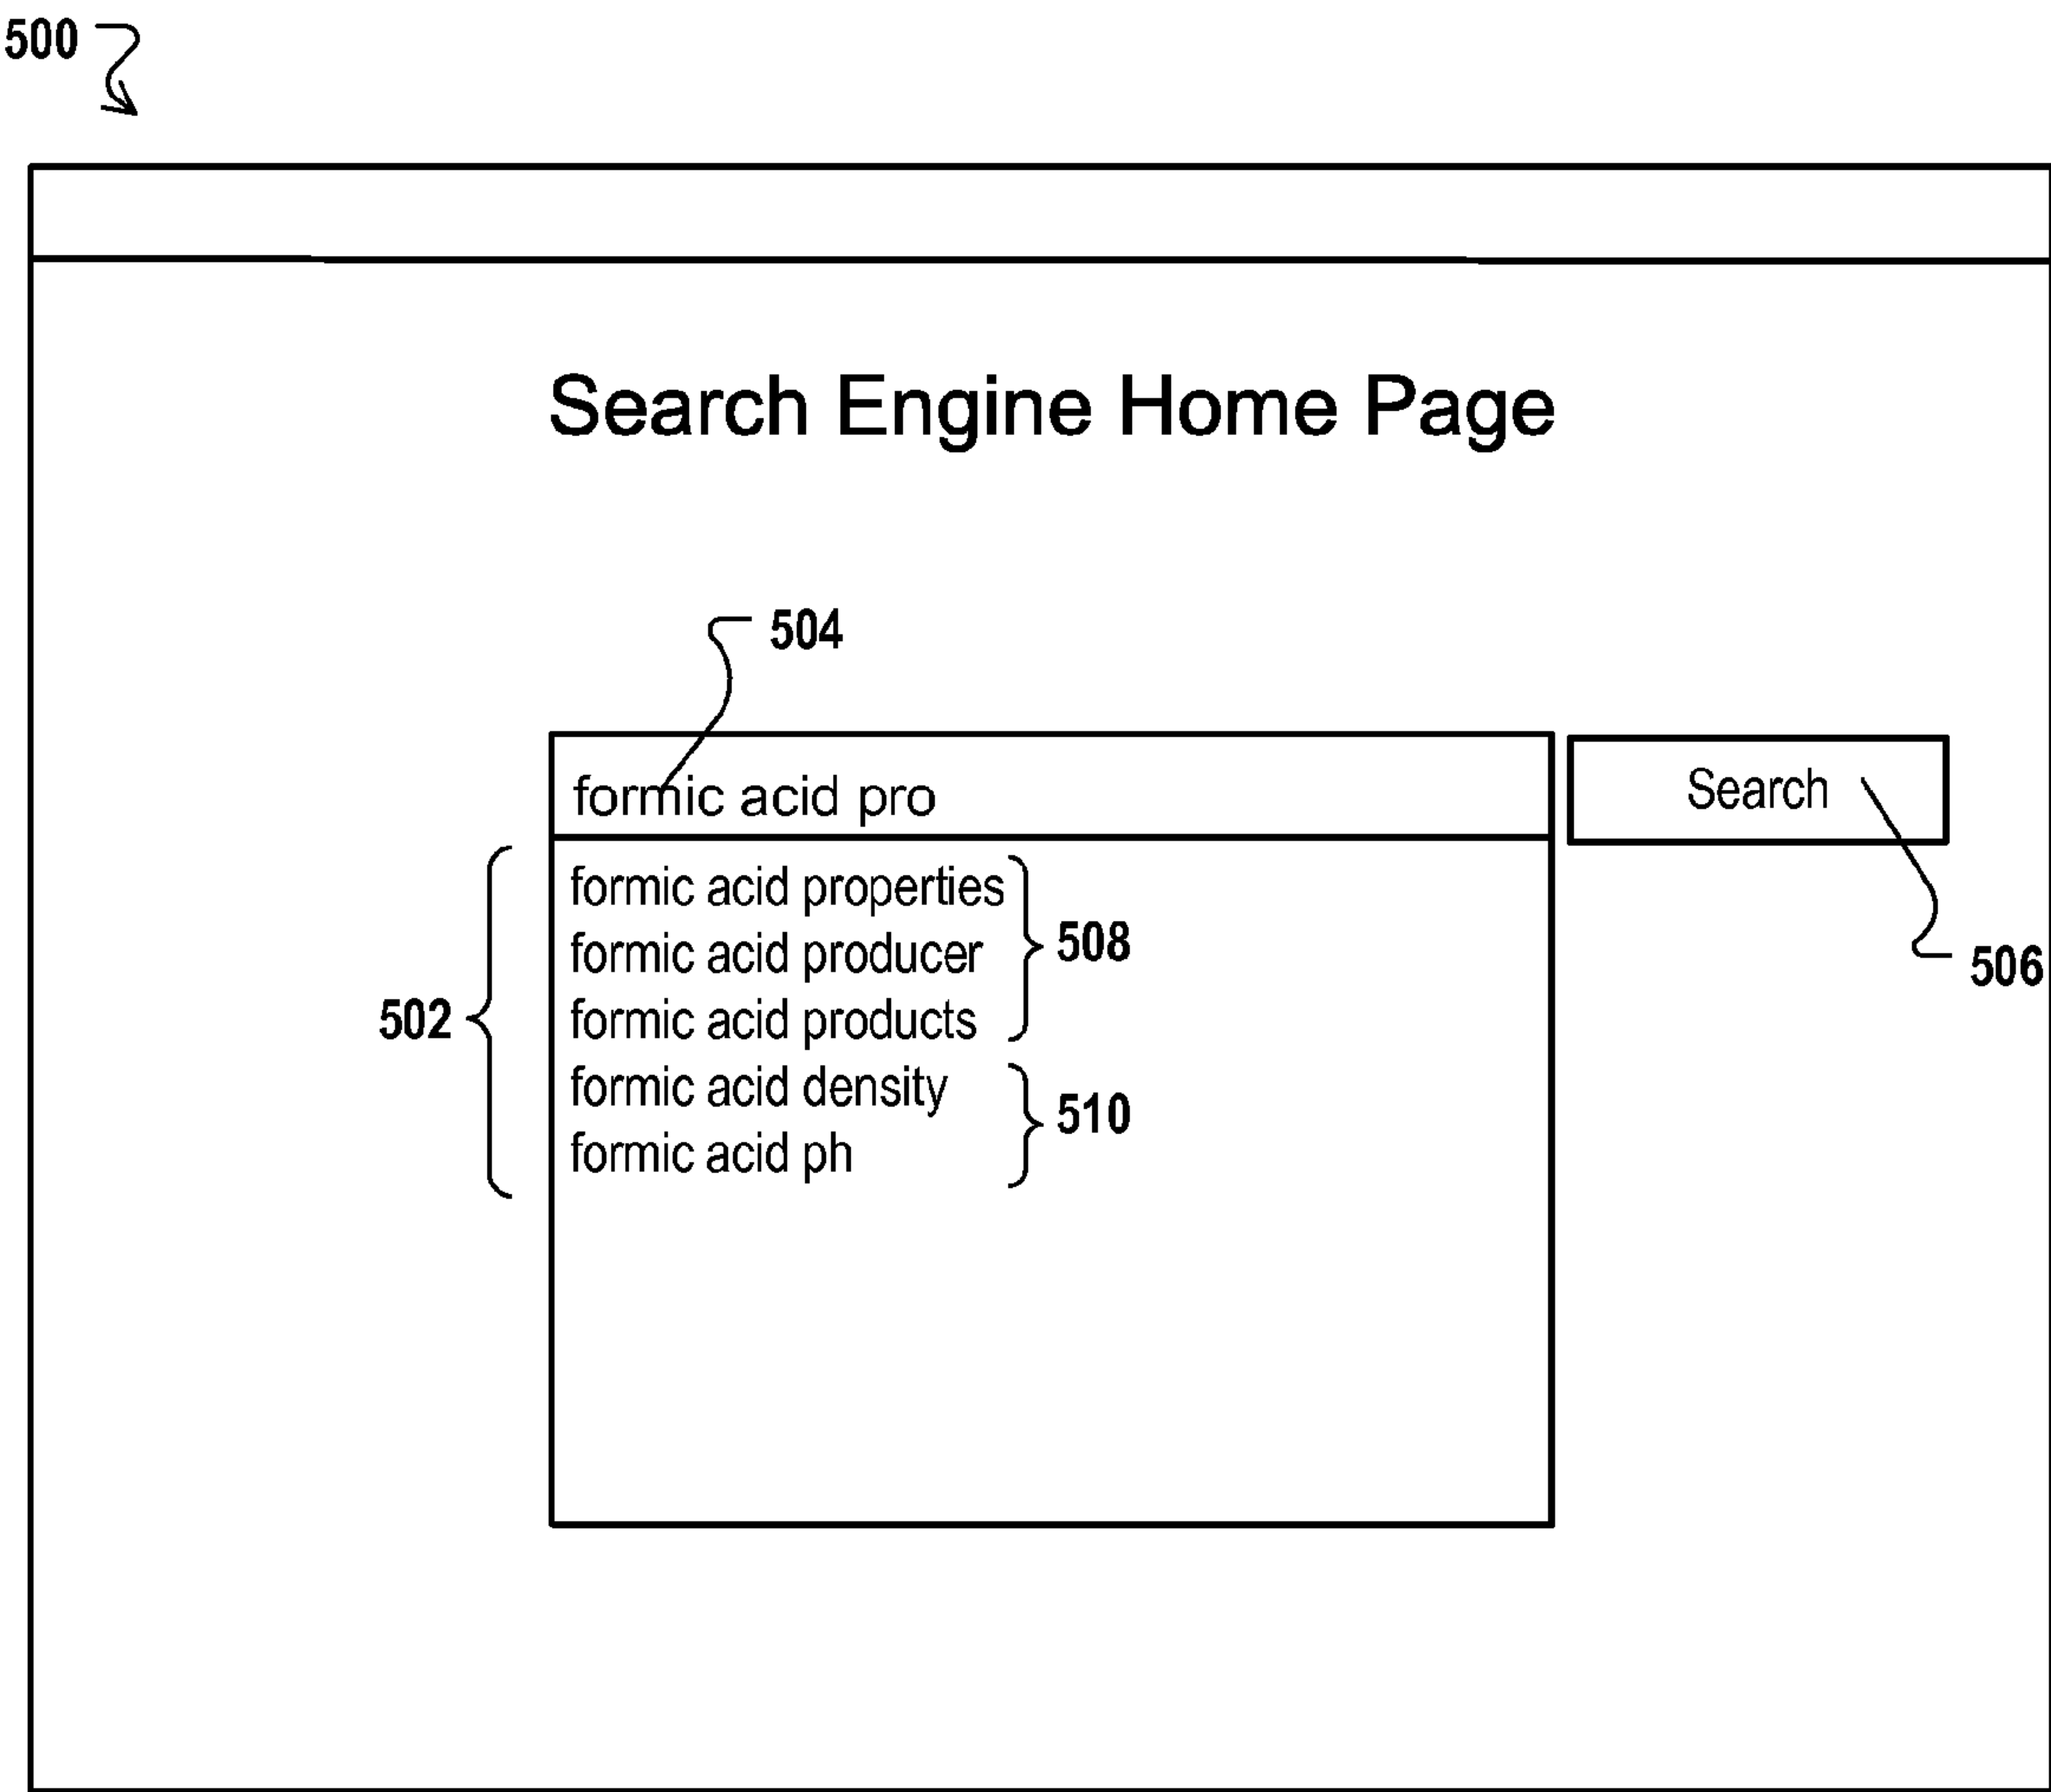 500
Search Engine Home Page
504
formic acid pro
Search
506
502
formic acid properties
formic acid producer
formic acid products
508
formic acid density
formic acid ph
510